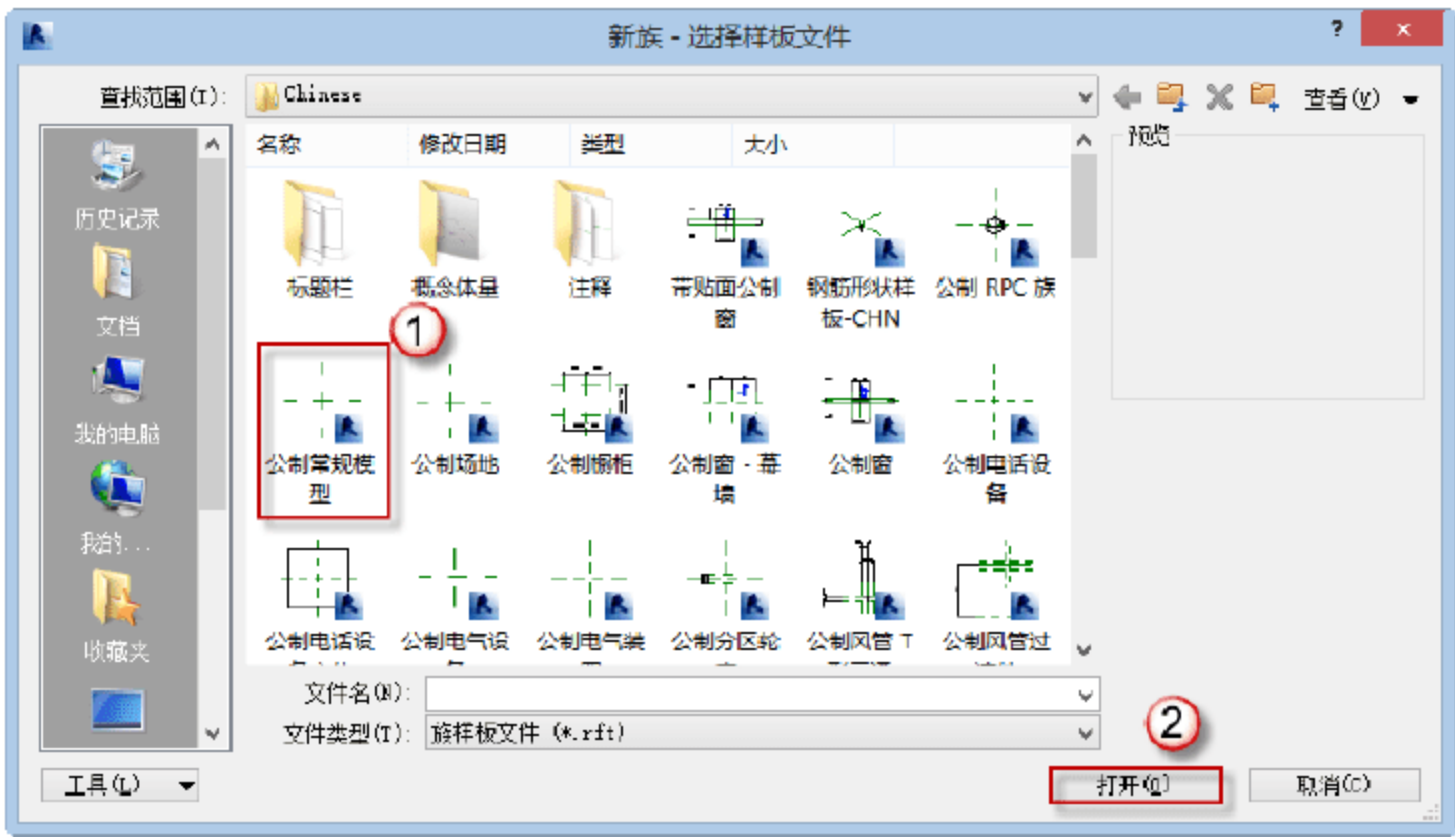 新族 - 选择样板文件
?
×
查找范围(I):
Chinese
查看(V)
历史记录
文档
我的电脑
我的...
收藏夹
名称
修改日期
类型
大小
预览
标题栏
概念体量
注释
带贴面公制
窗
钢筋形状样
板-CHN
公制 RPC 族
1
公制常规模
型
公制场地
公制橱柜
公制窗 - 幕
墙
公制窗
公制电话设
备
公制电话设
公制电气设
公制电气装
公制分区轮
公制风管 T
公制风管过
文件名(N):
文件类型(T):
族样板文件 (*.rft)
2
工具(L)
打开(O)
取消(C)